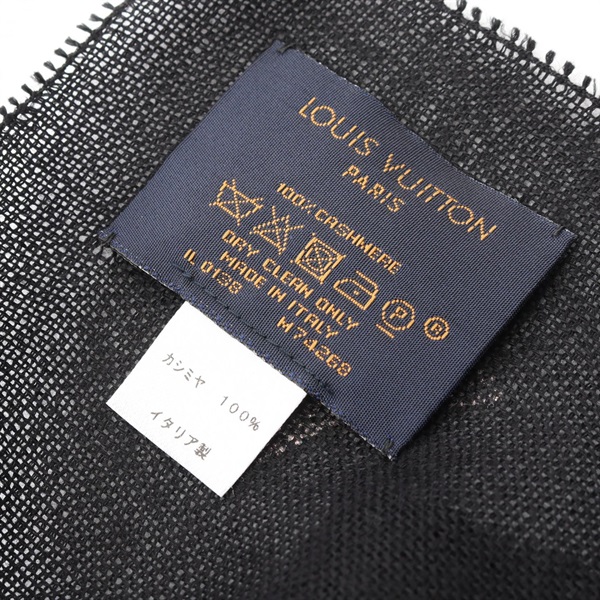 LOUIS VUITTON
PARIS
100% CASHMERE
P R
DRY CLEAN ONLY
MADE IN ITALY
IL 0138 M74268
カシミヤ 100%
イタリア製